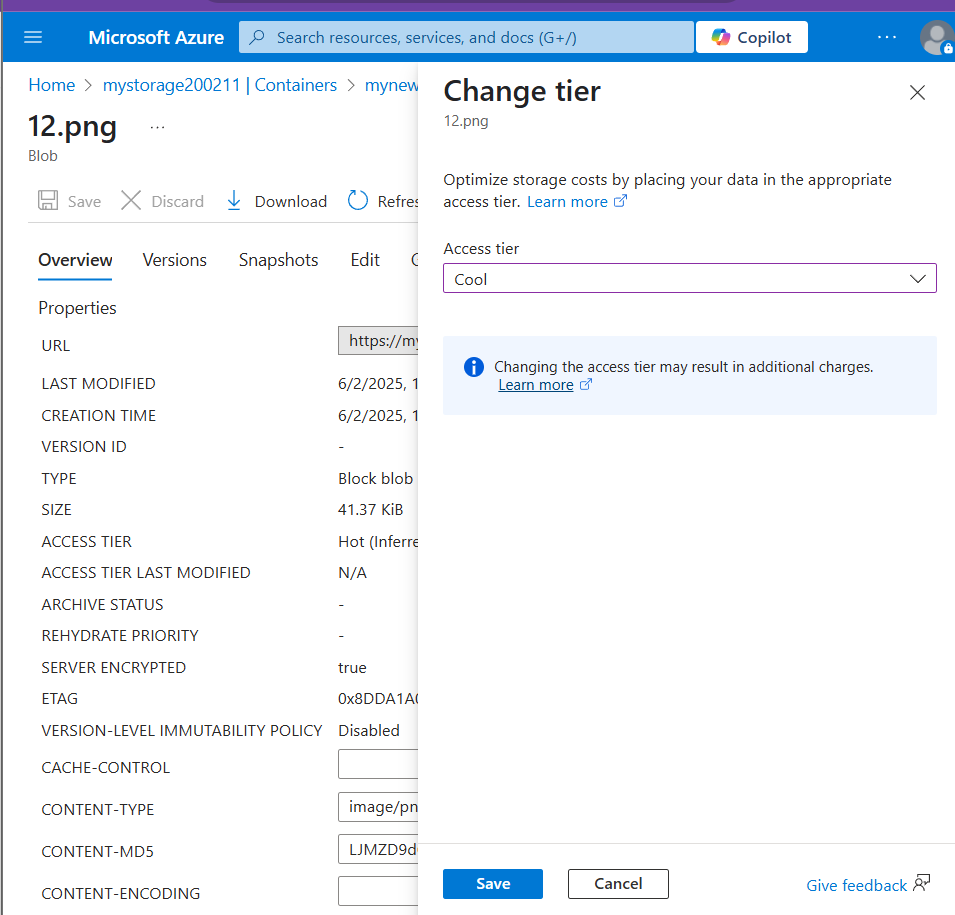 Microsoft Azure
Search resources, services, and docs (G+/)
Copilot
Home > mystorage200211 | Containers > mynew
12.png ...
Blob
Save
Discard
Download
Refres
Overview
Versions
Snapshots
Edit
Properties
URL https://my
LAST MODIFIED 6/2/2025, 1
CREATION TIME 6/2/2025, 1
VERSION ID -
TYPE Block blob
SIZE 41.37 KiB
ACCESS TIER Hot (Inferre
ACCESS TIER LAST MODIFIED N/A
ARCHIVE STATUS -
REHYDRATE PRIORITY -
SERVER ENCRYPTED true
ETAG 0x8DDA1A0
VERSION-LEVEL IMMUTABILITY POLICY Disabled
CACHE-CONTROL
CONTENT-TYPE image/pn
CONTENT-MD5 LJMZD9d
CONTENT-ENCODING
Change tier
12.png
Optimize storage costs by placing your data in the appropriate
access tier. Learn more
Access tier
Cool
Changing the access tier may result in additional charges.
Learn more
Save
Cancel
Give feedback